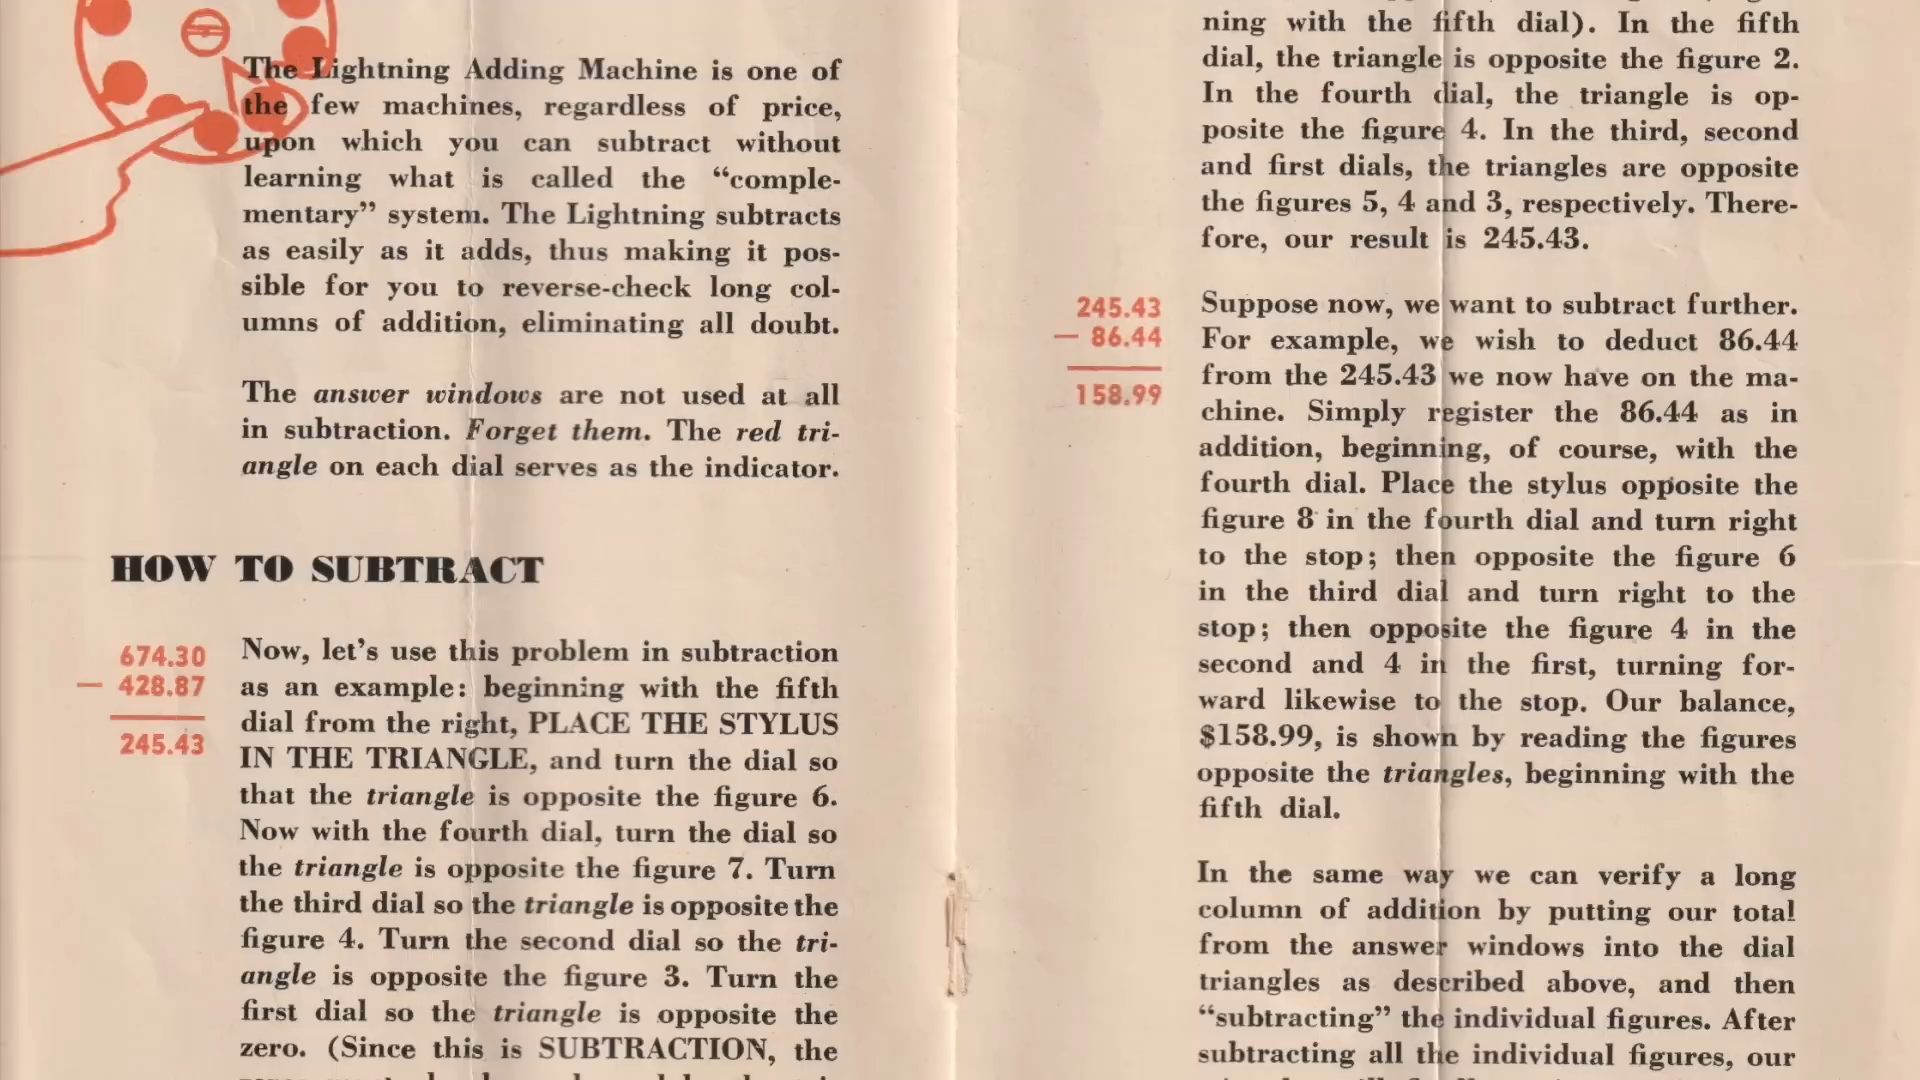 The Lightning Adding Machine is one of
the few machines, regardless of price,
upon which you can subtract without
learning what is called the “comple-
mentary” system. The Lightning subtracts
as easily as it adds, thus making it pos-
sible for you to reverse-check long col-
umns of addition, eliminating all doubt.
The answer windows are not used at all
in subtraction. Forget them. The red tri-
angle on each dial serves as the indicator.
HOW TO SUBTRACT
674.30
— 428.87
245.43
Now, let’s use this problem in subtraction
as an example: beginning with the fifth
dial from the right, PLACE THE STYLUS
IN THE TRIANGLE, and turn the dial so
that the triangle is opposite the figure 6.
Now with the fourth dial, turn the dial so
the triangle is opposite the figure 7. Turn
the third dial so the triangle is opposite the
figure 4. Turn the second dial so the tri-
angle is opposite the figure 3. Turn the
first dial so the triangle is opposite the
zero. (Since this is SUBTRACTION, the
ning with the fifth dial). In the fifth
dial, the triangle is opposite the figure 2.
In the fourth dial, the triangle is op-
posite the figure 4. In the third, second
and first dials, the triangles are opposite
the figures 5, 4 and 3, respectively. There-
fore, our result is 245.43.
245.43
— 86.44
158.99
Suppose now, we want to subtract further.
For example, we wish to deduct 86.44
from the 245.43 we now have on the ma-
chine. Simply register the 86.44 as in
addition, beginning, of course, with the
fourth dial. Place the stylus opposite the
figure 8 in the fourth dial and turn right
to the stop; then opposite the figure 6
in the third dial and turn right to the
stop; then opposite the figure 4 in the
second and 4 in the first, turning for-
ward likewise to the stop. Our balance,
$158.99, is shown by reading the figures
opposite the triangles, beginning with the
fifth dial.
In the same way we can verify a long
column of addition by putting our total
from the answer windows into the dial
triangles as described above, and then
“subtracting” the individual figures. After
subtracting all the individual figures, our